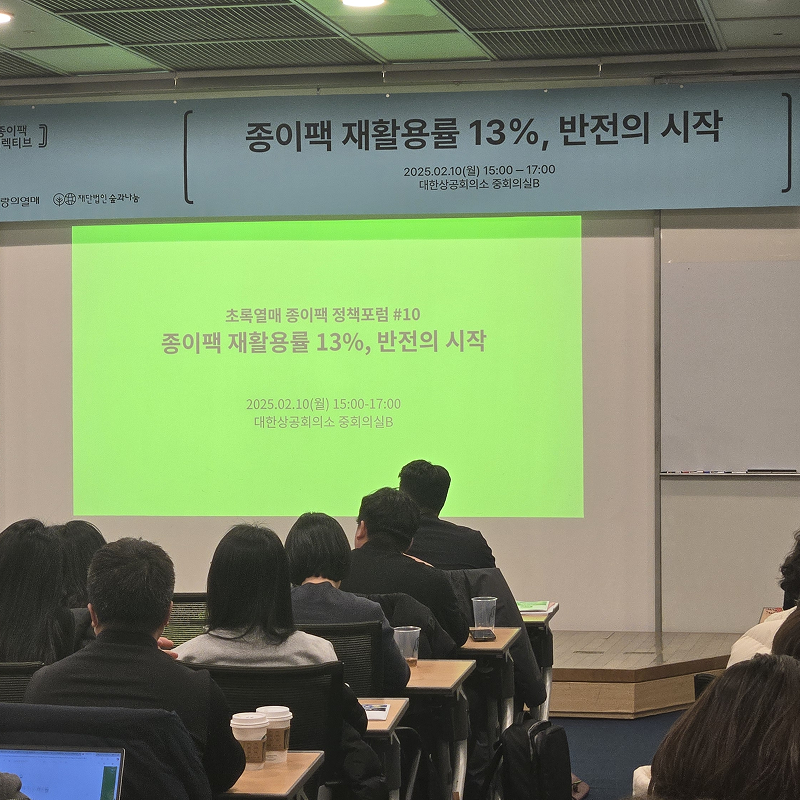 종이팩
렉티브
종이팩 재활용률 13%, 반전의 시작
2025.02.10(월) 15:00 – 17:00
대한상공회의소 중회의실B
랑의열매
재단법인 숲과나눔
초록열매 종이팩 정책포럼 #10
종이팩 재활용률 13%, 반전의 시작
2025.02.10(월) 15:00-17:00
대한상공회의소 중회의실B